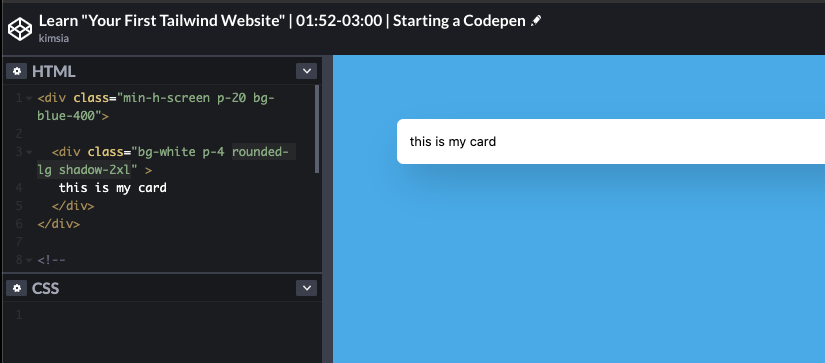 Learn "Your First Tailwind Website" | 01:52-03:00 | Starting a Codepen
kimsia
HTML
1 <div class="min-h-screen p-20 bg-
blue-400">
2
3 <div class="bg-white p-4 rounded-
lg shadow-2xl" >
4 this is my card
5 </div>
6 </div>
7
8 <!--
CSS
1
this is my card